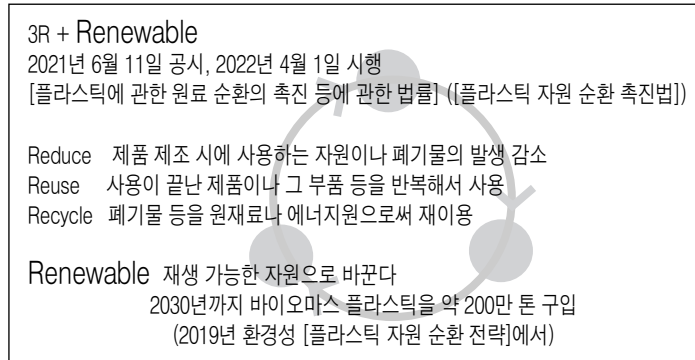 3R + Renewable
2021년 6월 11일 공시, 2022년 4월 1일 시행
[플라스틱에 관한 원료 순환의 촉진 등에 관한 법률] ([플라스틱 자원 순환 촉진법])
Reduce 제품 제조 시에 사용하는 자원이나 폐기물의 발생 감소
Reuse 사용이 끝난 제품이나 그 부품 등을 반복해서 사용
Recycle 폐기물 등을 원재료나 에너지원으로써 재이용
Renewable 재생 가능한 자원으로 바꾼다
2030년까지 바이오마스 플라스틱을 약 200만 톤 구입
(2019년 환경성 [플라스틱 자원 순환 전략]에서)